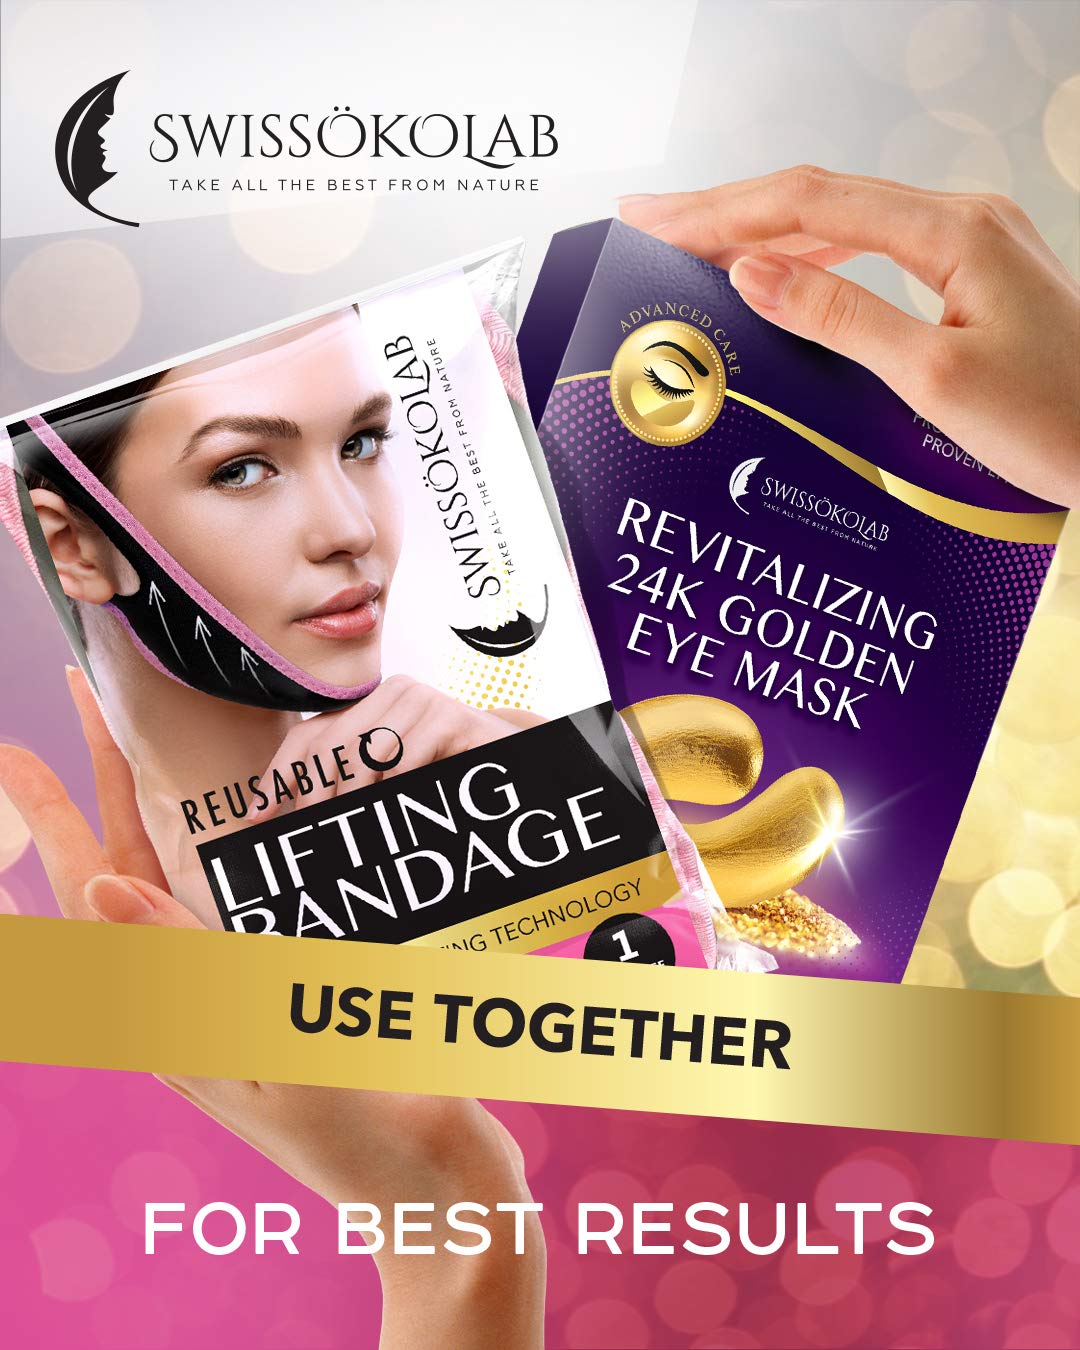 SWISSÖKOLAB
TAKE ALL THE BEST FROM NATURE
ADVANCED CARE
PROVEN
SWISSÖKOLAB
TAKE ALL THE BEST FROM NATURE
REVITALIZING
24K GOLDEN
EYE MASK
SWISSÖKOLAB
TAKE ALL THE BEST FROM NATURE
REUSABLE
LIFTING
BANDAGE
TECHNOLOGY
1
USE TOGETHER
FOR BEST RESULTS